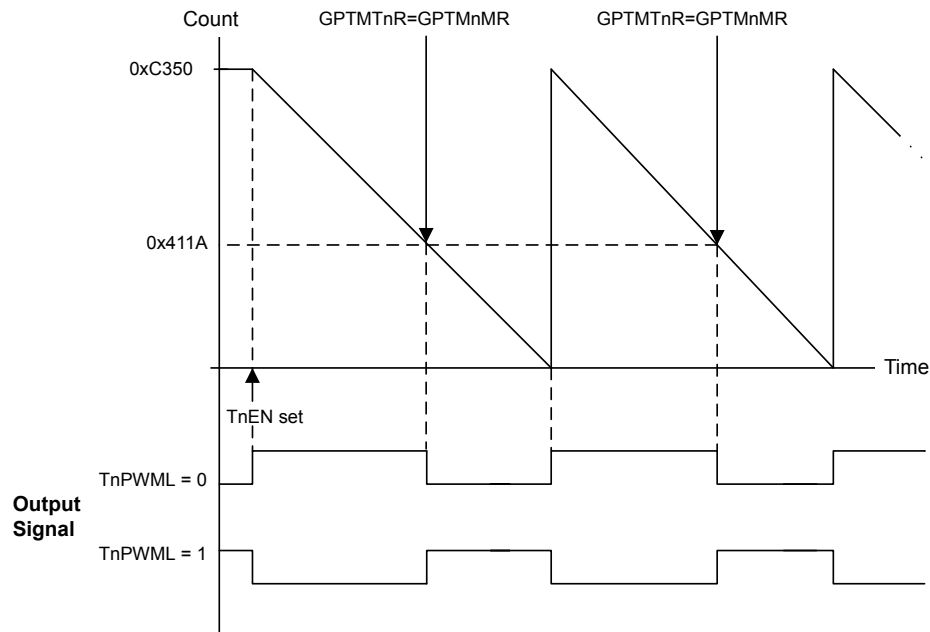 Count
GPTMTnR=GPTMnMR
GPTMTnR=GPTMnMR
0xC350
0x411A
Time
TnEN set
TnPWML = 0
Output
Signal
TnPWML = 1